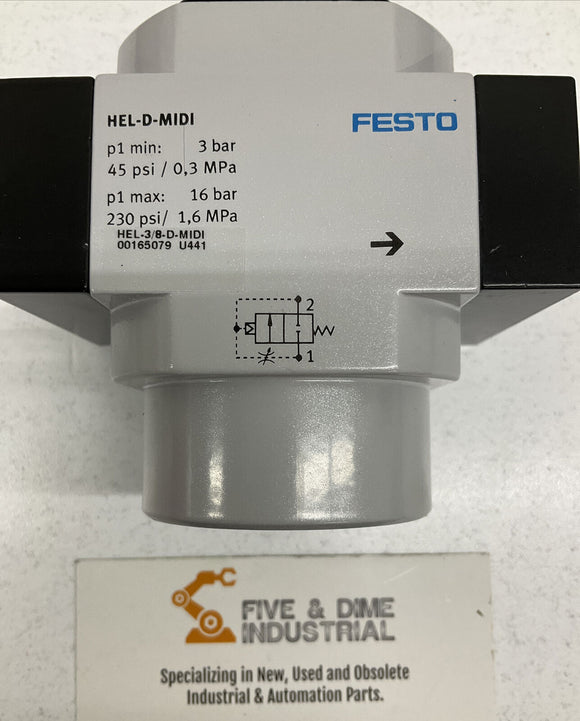 HEL-D-MIDI
FESTO
p1 min: 3 bar
45 psi / 0,3 MPa
p1 max: 16 bar
230 psi/ 1,6 MPa
HEL-3/8-D-MIDI
00165079 U441
2
1
FIVE & DIME
INDUSTRIAL
Specializing in New, Used and Obsolete
Industrial & Automation Parts.